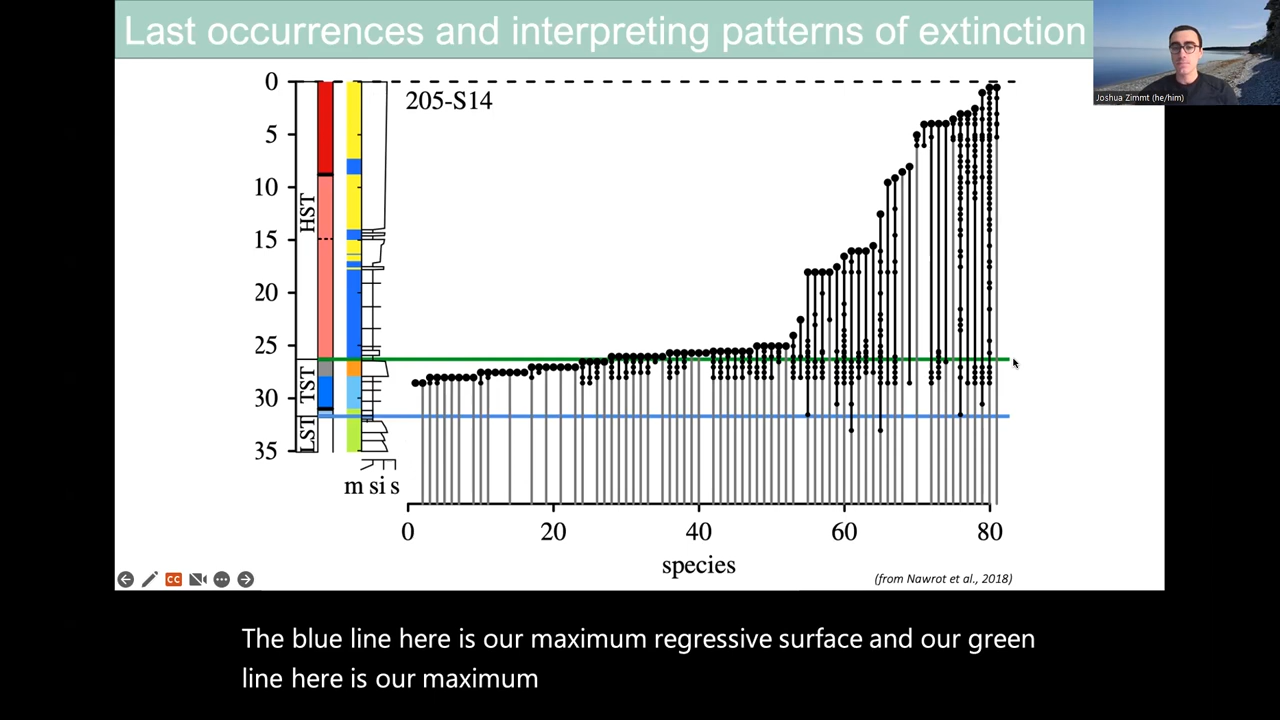 Last occurrences and interpreting patterns of extinction
Joshua Zimmt (he/him)
205-S14
0
5
10
15
20
25
30
35
HST
TST
LST
m si s
0 20 40 60 80
species
(from Nawrot et al., 2018)
CC
The blue line here is our maximum regressive surface and our green
line here is our maximum